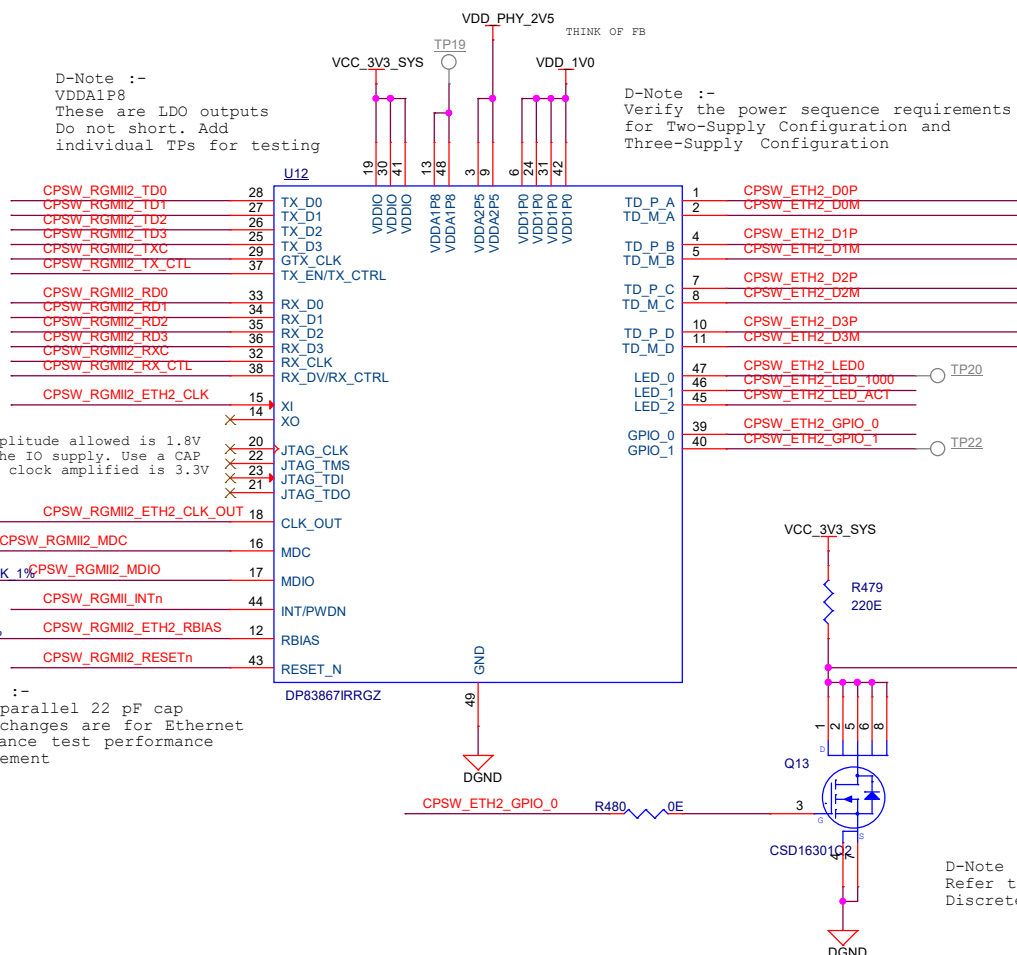 VDD_PHY_2V5
THINK OF FB
TP19
VCC_3V3_SYS
VDD_1V0
D-Note :-
VDDA1P8
These are LDO outputs
Do not short. Add
individual TPs for testing
D-Note :-
Verify the power sequence requirements
for Two-Supply Configuration and
Three-Supply Configuration
U12
19 30 41 13 48 3 9 6 24 31 42
VDDIO VDDIO VDDIO VDDA1P8 VDDA1P8 VDDA2P5 VDDA2P5 VDD1P0 VDD1P0 VDD1P0 VDD1P0
CPSW_RGMII2_TD0 28 TX_D0
CPSW_RGMII2_TD1 27 TX_D1
CPSW_RGMII2_TD2 26 TX_D2
CPSW_RGMII2_TD3 25 TX_D3
CPSW_RGMII2_TXC 29 GTX_CLK
CPSW_RGMII2_TX_CTL 37 TX_EN/TX_CTRL
CPSW_RGMII2_RD0 33 RX_D0
CPSW_RGMII2_RD1 34 RX_D1
CPSW_RGMII2_RD2 35 RX_D2
CPSW_RGMII2_RD3 36 RX_D3
CPSW_RGMII2_RXC 32 RX_CLK
CPSW_RGMII2_RX_CTL 38 RX_DV/RX_CTRL
CPSW_RGMII2_ETH2_CLK 15 XI
14 XO
plitude allowed is 1.8V
he IO supply. Use a CAP
clock amplified is 3.3V
20 JTAG_CLK
22 JTAG_TMS
23 JTAG_TDI
21 JTAG_TDO
CPSW_RGMII2_ETH2_CLK_OUT 18 CLK_OUT
CPSW_RGMII2_MDC 16 MDC
K_1% CPSW_RGMII2_MDIO 17 MDIO
CPSW_RGMII_INTn 44 INT/PWDN
CPSW_RGMII2_ETH2_RBIAS 12 RBIAS
CPSW_RGMII2_RESETn 43 RESET_N
TD_P_A 1 CPSW_ETH2_D0P
TD_M_A 2 CPSW_ETH2_D0M
TD_P_B 4 CPSW_ETH2_D1P
TD_M_B 5 CPSW_ETH2_D1M
TD_P_C 7 CPSW_ETH2_D2P
TD_M_C 8 CPSW_ETH2_D2M
TD_P_D 10 CPSW_ETH2_D3P
TD_M_D 11 CPSW_ETH2_D3M
LED_0 47 CPSW_ETH2_LED0 TP20
LED_1 46 CPSW_ETH2_LED_1000
LED_2 45 CPSW_ETH2_LED_ACT
GPIO_0 39 CPSW_ETH2_GPIO_0
GPIO_1 40 CPSW_ETH2_GPIO_1 TP22
GND
49
DGND
DP83867IRRGZ
:-
parallel 22 pF cap
changes are for Ethernet
ance test performance
ement
VCC_3V3_SYS
R479
220E
1 2 5 6 8
D
Q13
CPSW_ETH2_GPIO_0 R480 0E 3
G
S
CSD16301Q2
4 7
DGND
D-Note
Refer t
Discrete